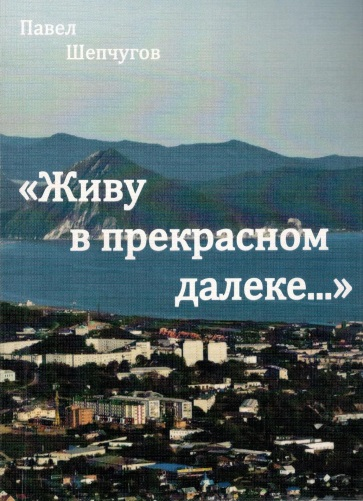 Павел
Шепчугов
«Живу
в прекрасном
далеке...»